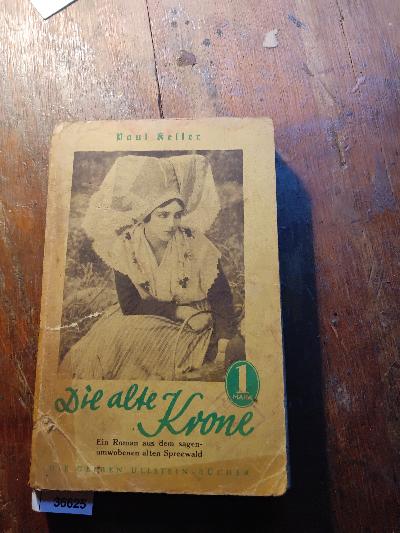 Paul Keller
1
MARK
Die alte
Krone
Ein Roman aus dem sagen-
umwobenen alten Spreewald
DIE GELBEN ULLSTEIN-BÜCHER
36625